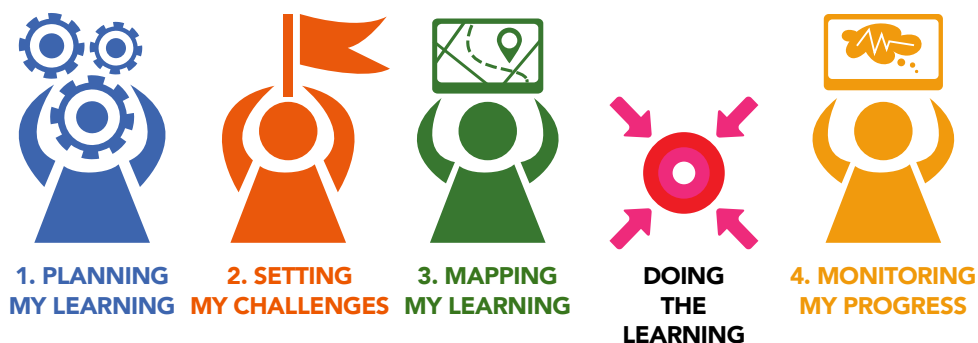 1. PLANNING
MY LEARNING
2. SETTING
MY CHALLENGES
3. MAPPING
MY LEARNING
DOING
THE
LEARNING
4. MONITORING
MY PROGRESS